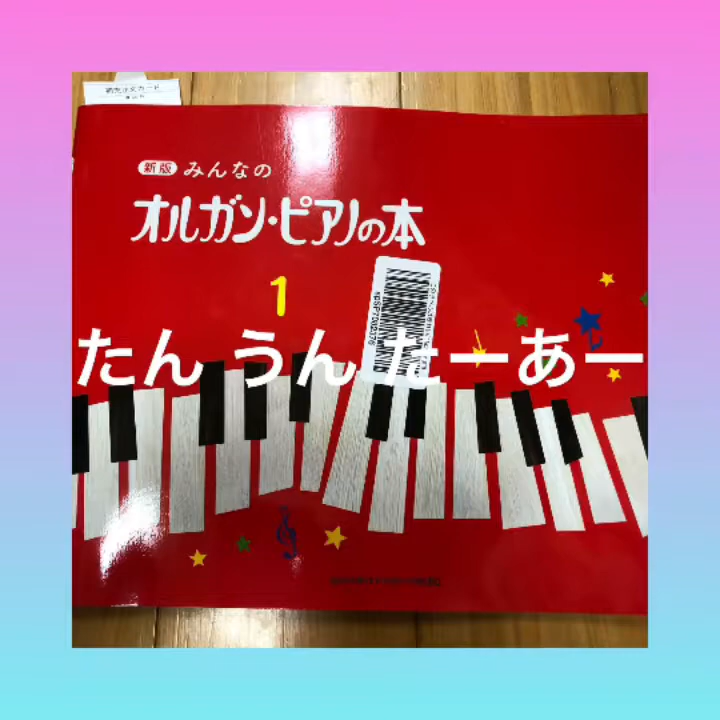 新版 みんなの
オルガン・ピアノの本
1
たん うん たーあー